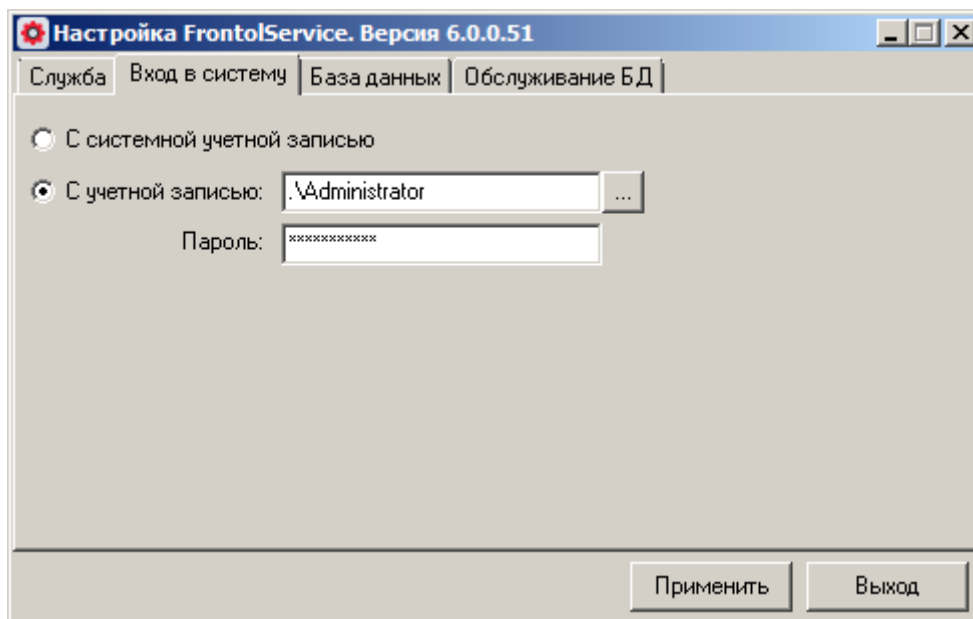 Настройка FrontolService. Версия 6.0.0.51
Служба Вход в систему База данных Обслуживание БД
С системной учетной записью
С учетной записью: .\Administrator ...
Пароль: ***********
Применить Выход